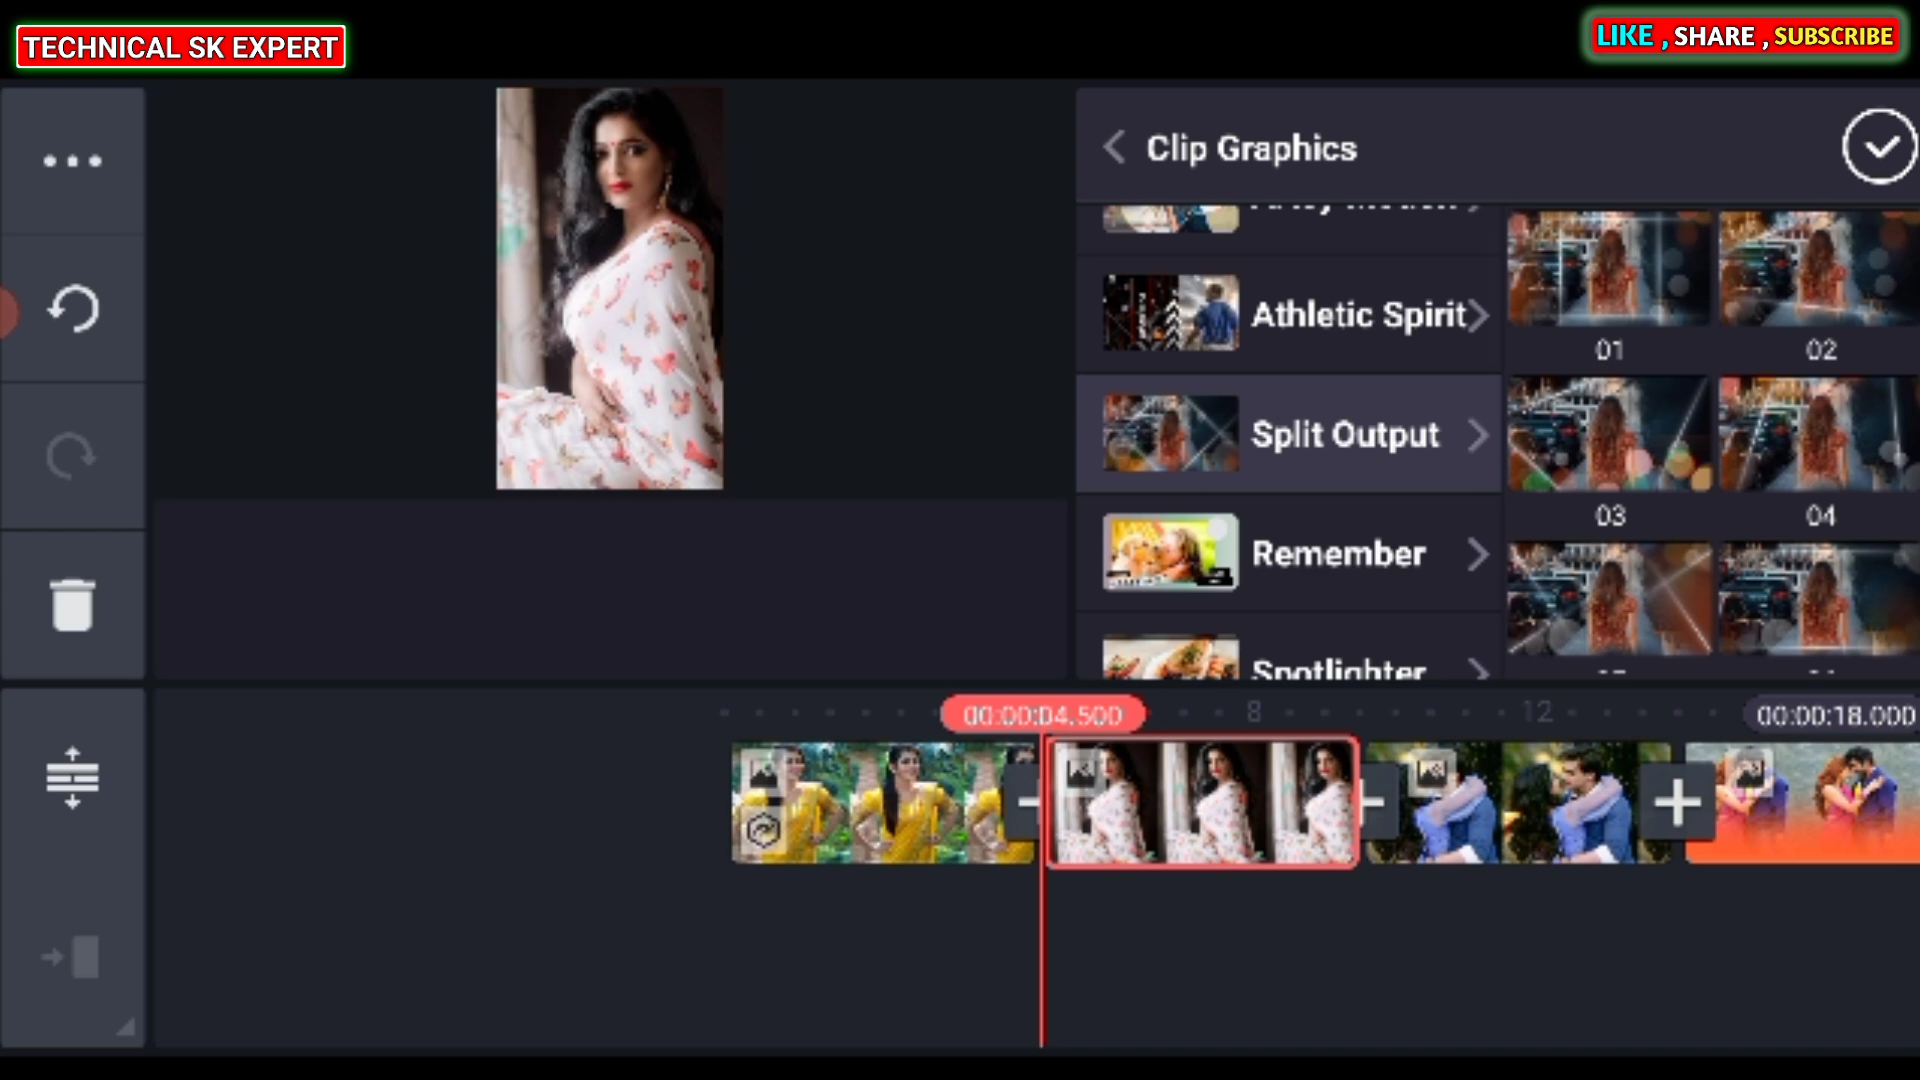 TECHNICAL SK EXPERT
LIKE , SHARE , SUBSCRIBE
Clip Graphics
Athletic Spirit
Split Output
Remember
Spotlighter
01
02
03
04
00:00:04.500
8
12
00:00:18.000